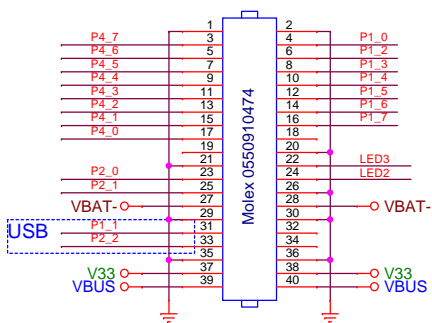 1 2
P4_7 3 4 P1_0
P4_6 5 6 P1_2
P4_5 7 8 P1_3
P4_4 9 10 P1_4
P4_3 11 12 P1_5
P4_2 13 14 P1_6
P4_1 15 16 P1_7
P4_0 17 18
19 20
21 22 LED3
P2_0 23 24 LED2
P2_1 25 26
VBAT- 27 28 VBAT-
29 30
USB P1_1 31 32
P2_2 33 34
35 36
V33 37 38 V33
VBUS 39 40 VBUS
Molex 0550910474